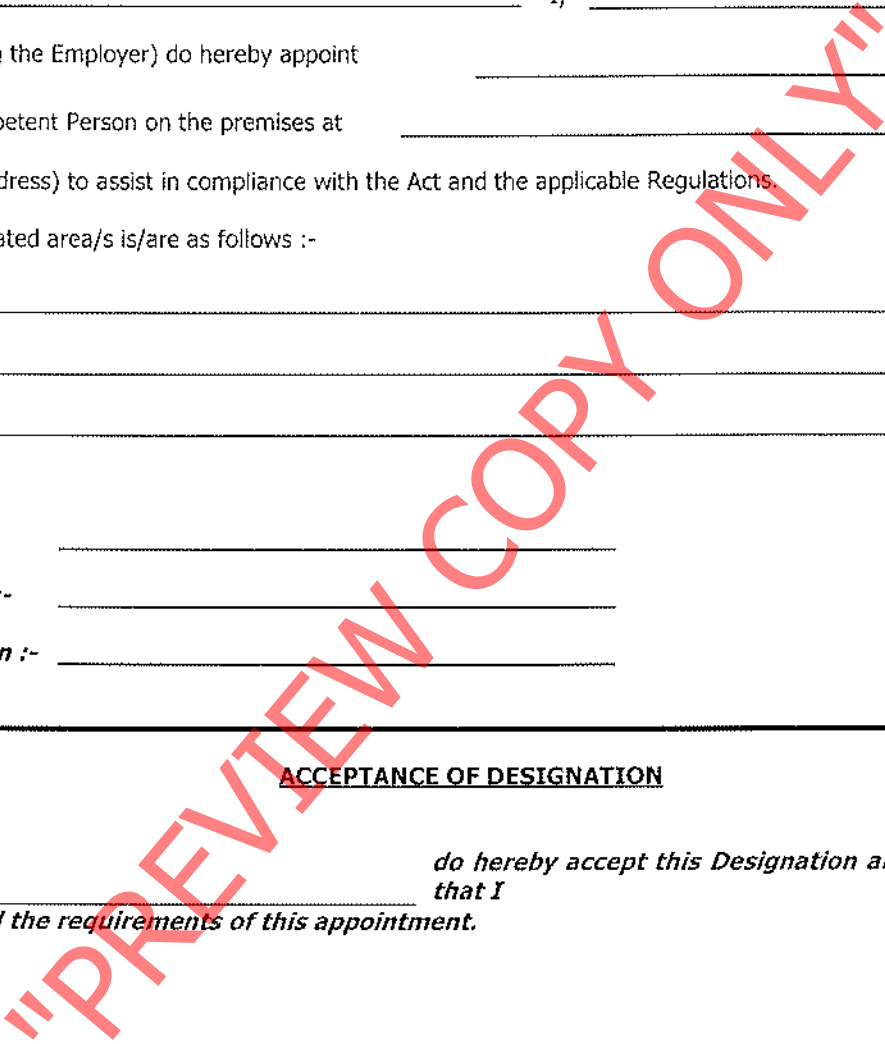 the Employer) do hereby appoint
petent Person on the premises at
dress) to assist in compliance with the Act and the applicable Regulations.
ated area/s is/are as follows :-
:-
n :-
ACCEPTANCE OF DESIGNATION
do hereby accept this Designation a
that I
the requirements of this appointment.
"PREVIEW COPY ONLY"